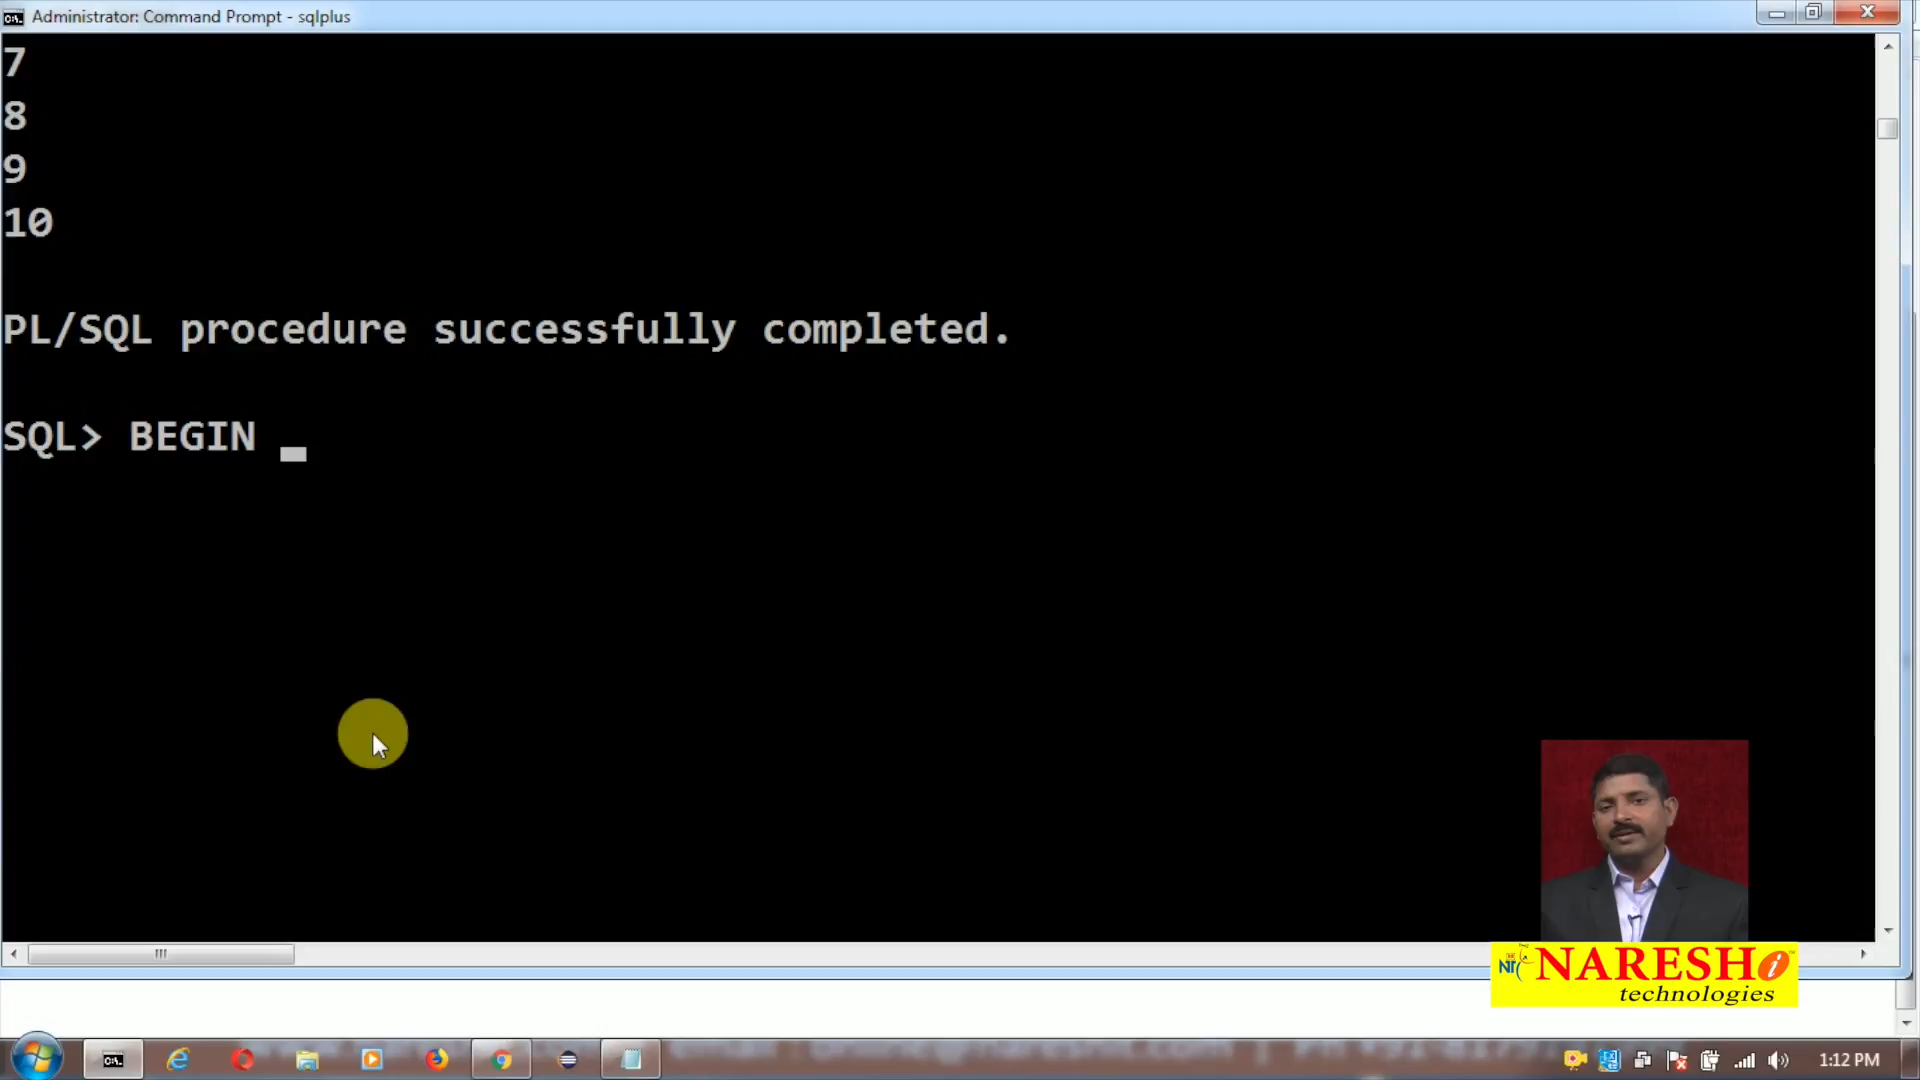 Administrator: Command Prompt - sqlplus
7
8
9
10
PL/SQL procedure successfully completed.
SQL> BEGIN _
NARESH i
technologies
1:12 PM